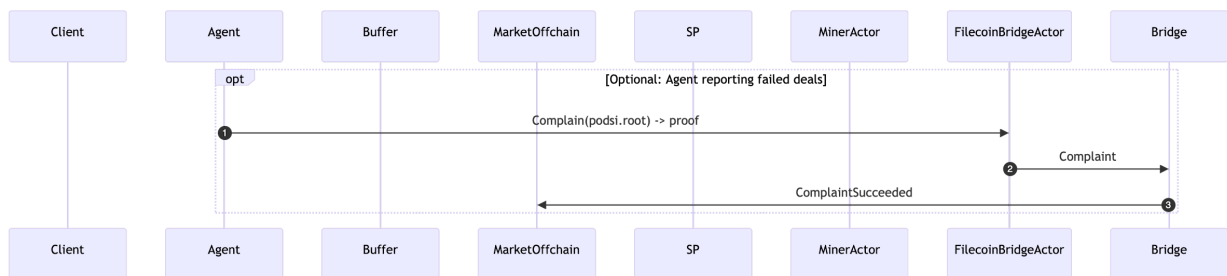 Client
Agent
Buffer
MarketOffchain
SP
MinerActor
FilecoinBridgeActor
Bridge
opt
[Optional: Agent reporting failed deals]
Complain(podsi.root) -> proof
1
Complaint
2
ComplaintSucceeded
3
Client
Agent
Buffer
MarketOffchain
SP
MinerActor
FilecoinBridgeActor
Bridge